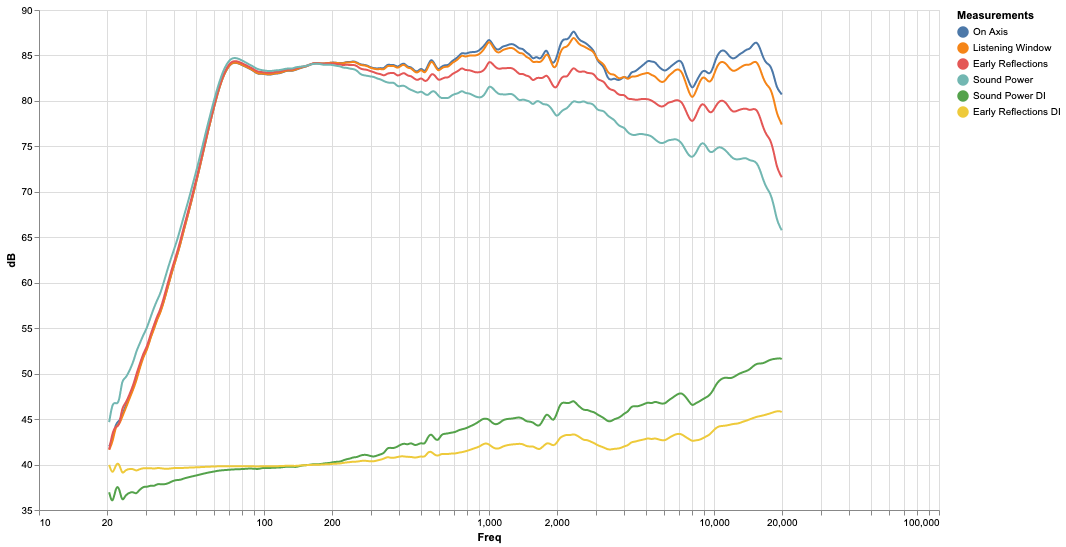 90
85
80
75
70
65
60
55
50
45
40
35
dB
10 20 100 200 1,000 2,000 10,000 20,000 100,000
Freq
Measurements
On Axis
Listening Window
Early Reflections
Sound Power
Sound Power DI
Early Reflections DI